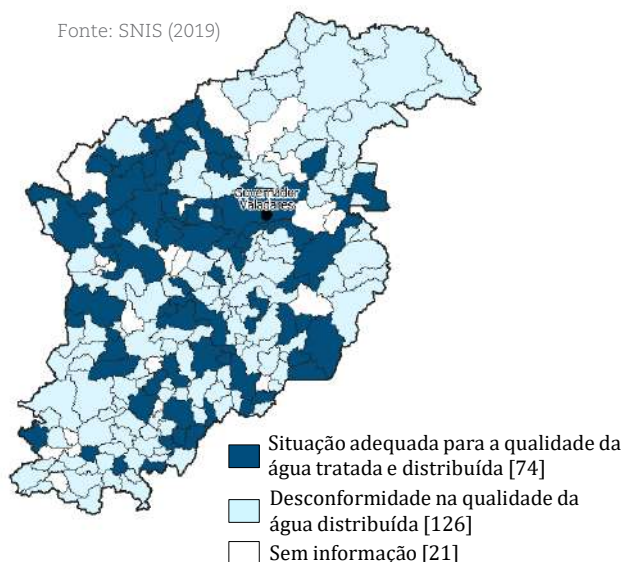 Fonte: SNIS (2019)
Governador
Valadares
Situação adequada para a qualidade da
água tratada e distribuída [74]
Desconformidade na qualidade da
água distribuída [126]
Sem informação [21]